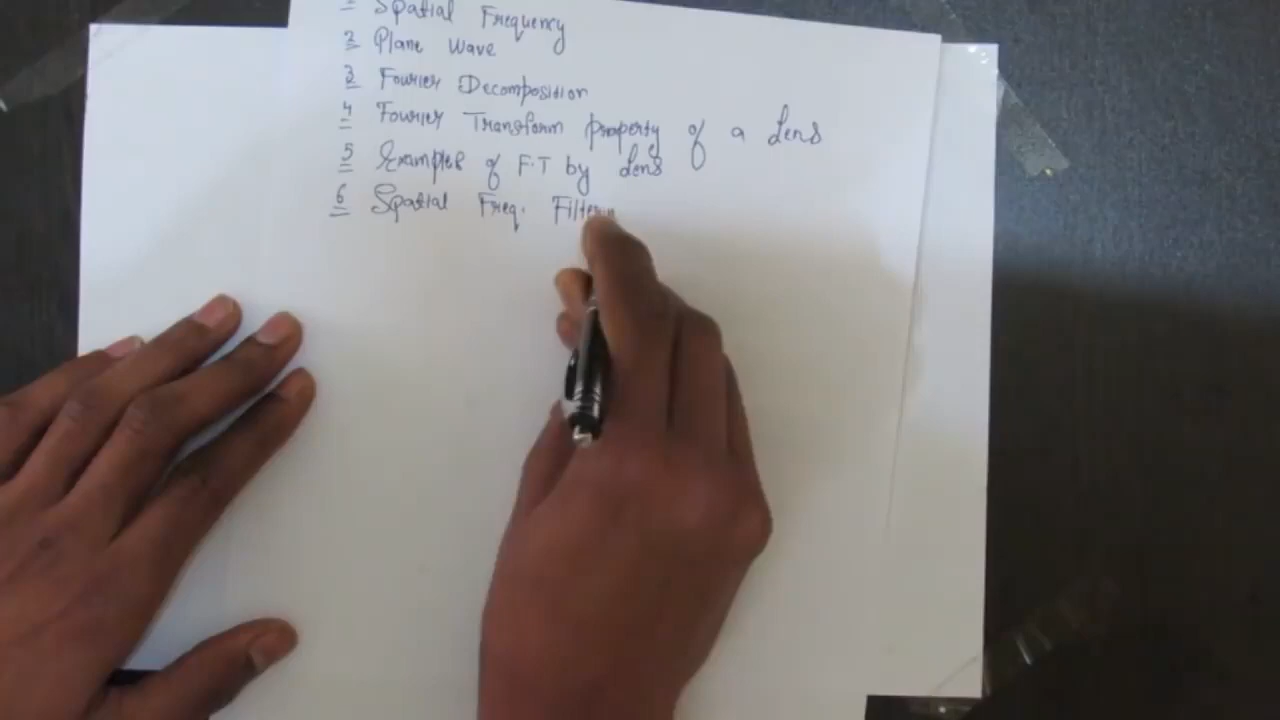 1 Spatial Frequency
2 Plane Wave
3 Fourier Decomposition
4 Fourier Transform property of a Lens
5 Examples of F.T by Lens
6 Spatial Freq. Filterin